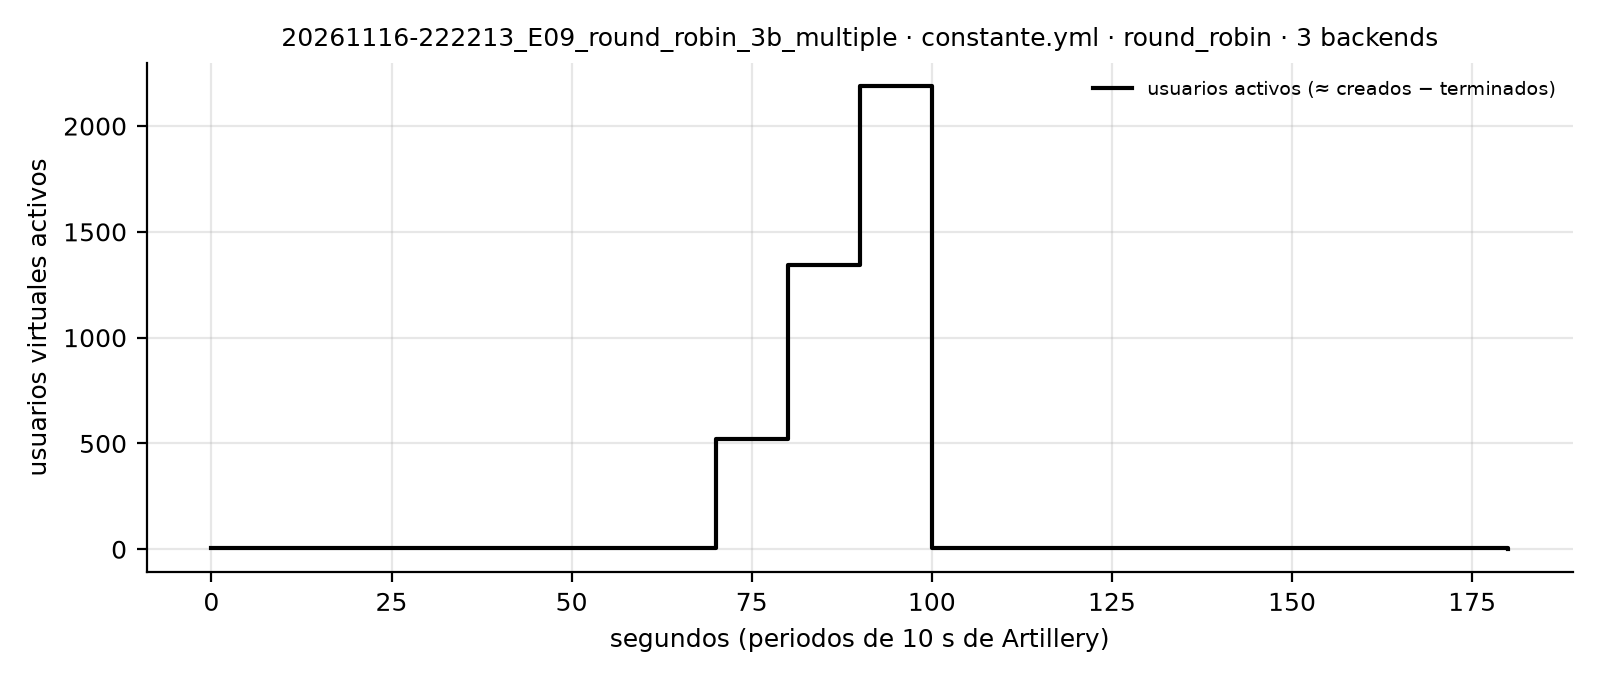 20261116-222213_E09_round_robin_3b_multiple · constante.yml · round_robin · 3 backends
usuarios activos (≈ creados − terminados)
usuarios virtuales activos
2000
1500
1000
500
0
0 25 50 75 100 125 150 175
segundos (periodos de 10 s de Artillery)